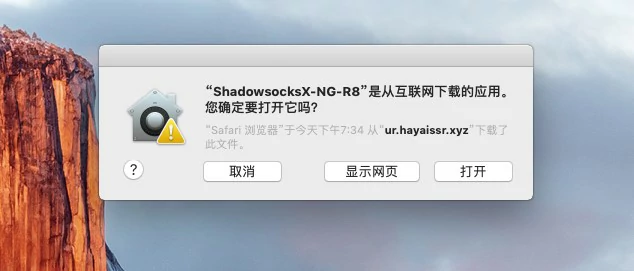 “ShadowsocksX-NG-R8”是从互联网下载的应用。
您确定要打开它吗？
“Safari 浏览器”于今天下午7:34 从“ur.hayaissr.xyz”下载了
此文件。
?
取消
显示网页
打开